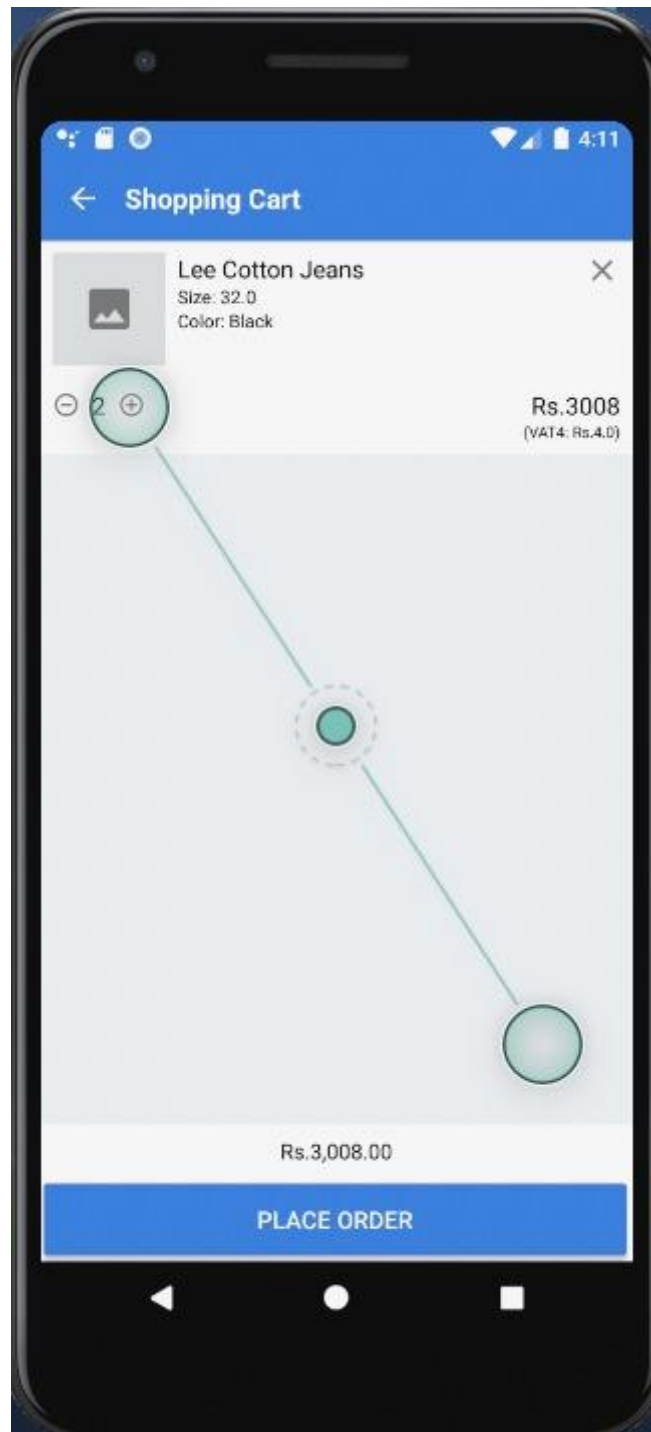 4:11
Shopping Cart
Lee Cotton Jeans
Size: 32.0
Color: Black
2
Rs.3008
(VAT4: Rs.4.0)
Rs.3,008.00
PLACE ORDER